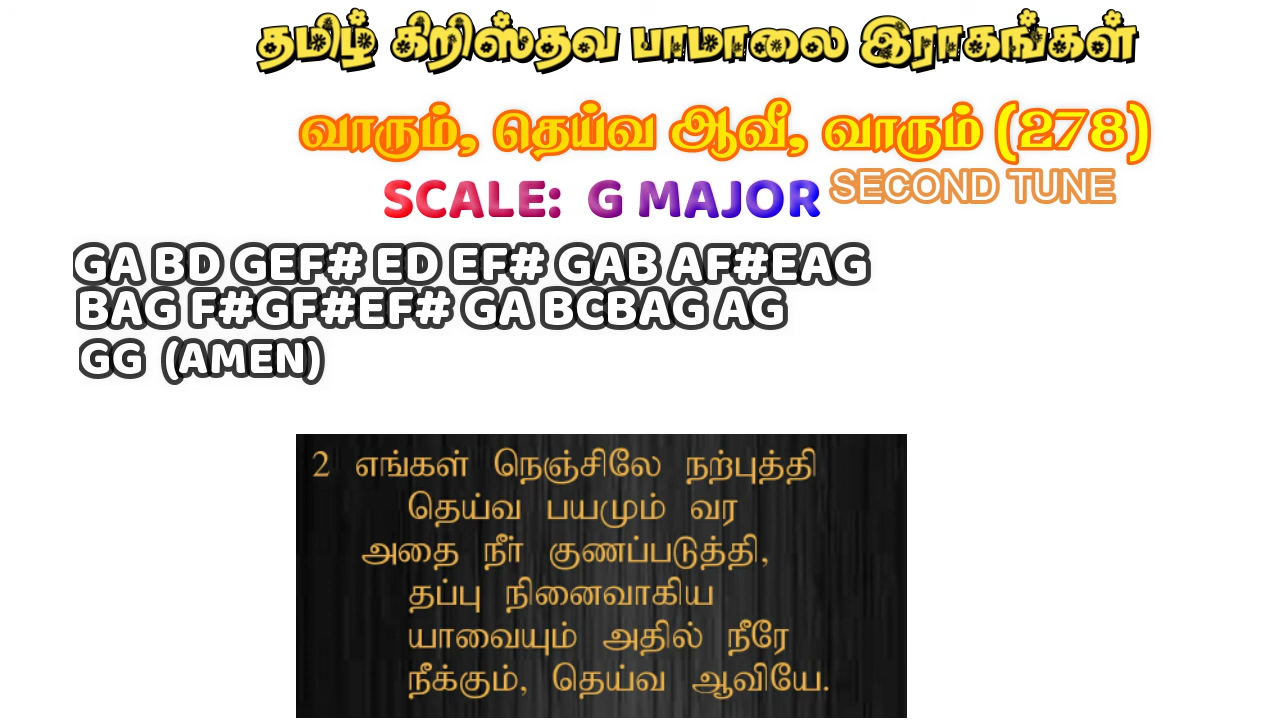 தமிழ் கிறிஸ்தவ பாமாலை இராகங்கள்
வாரும், தெய்வ ஆவீ, வாரும் (278)
SCALE: G MAJOR SECOND TUNE
GA BD GEF# ED EF# GAB AF#EAG
BAG F#GF#EF# GA BCBAG AG
GG (AMEN)
2 எங்கள் நெஞ்சிலே நற்புத்தி
தெய்வ பயமும் வர
அதை நீர் குணப்படுத்தி,
தப்பு நினைவாகிய
யாவையும் அதில் நீரே
நீக்கும், தெய்வ ஆவியே.